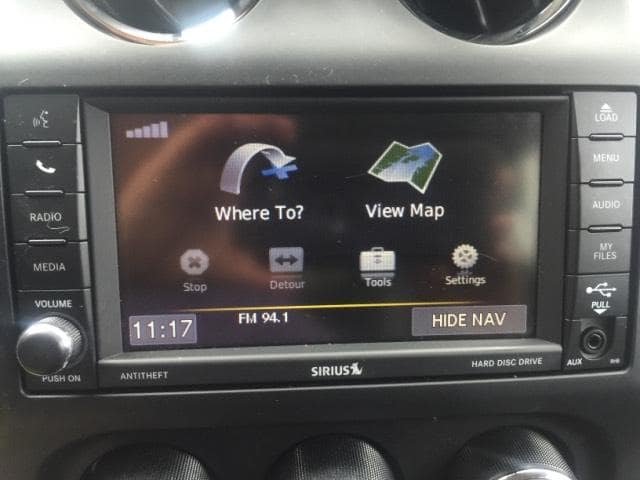 LOAD
RADIO
MENU
AUDIO
MEDIA
MY
FILES
VOLUME
PULL
PUSH ON
AUX
Where To?
View Map
Stop
Detour
Tools
Settings
11:17
FM 94.1
HIDE NAV
ANTITHEFT
SIRIUS
HARD DISC DRIVE